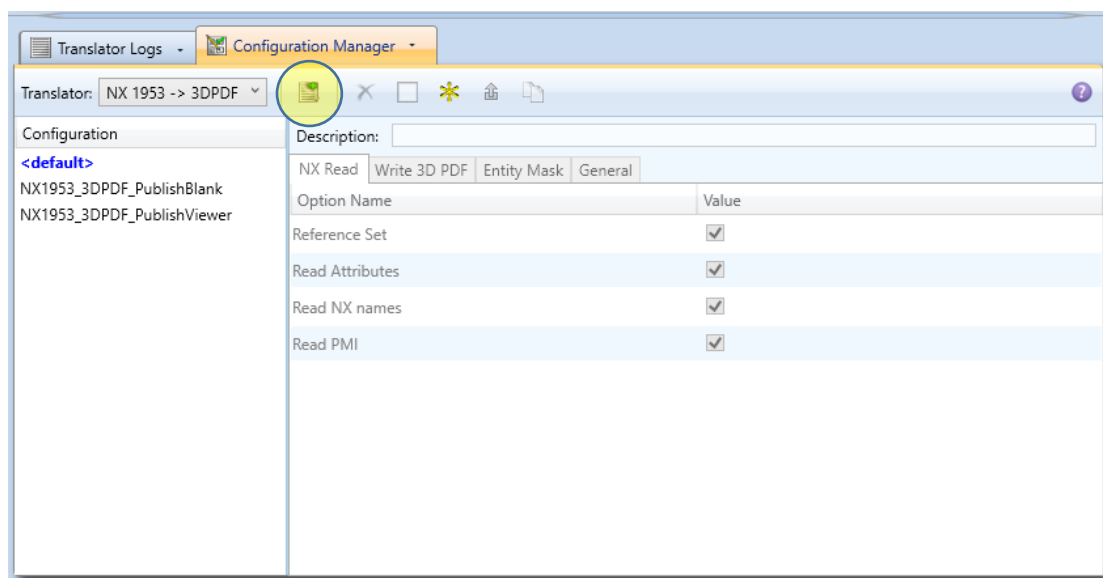 Translator Logs Configuration Manager
Translator: NX 1953 -> 3DPDF ?
Configuration Description:
<default> NX Read Write 3D PDF Entity Mask General
NX1953_3DPDF_PublishBlank Option Name Value
NX1953_3DPDF_PublishViewer
Reference Set
Read Attributes
Read NX names
Read PMI